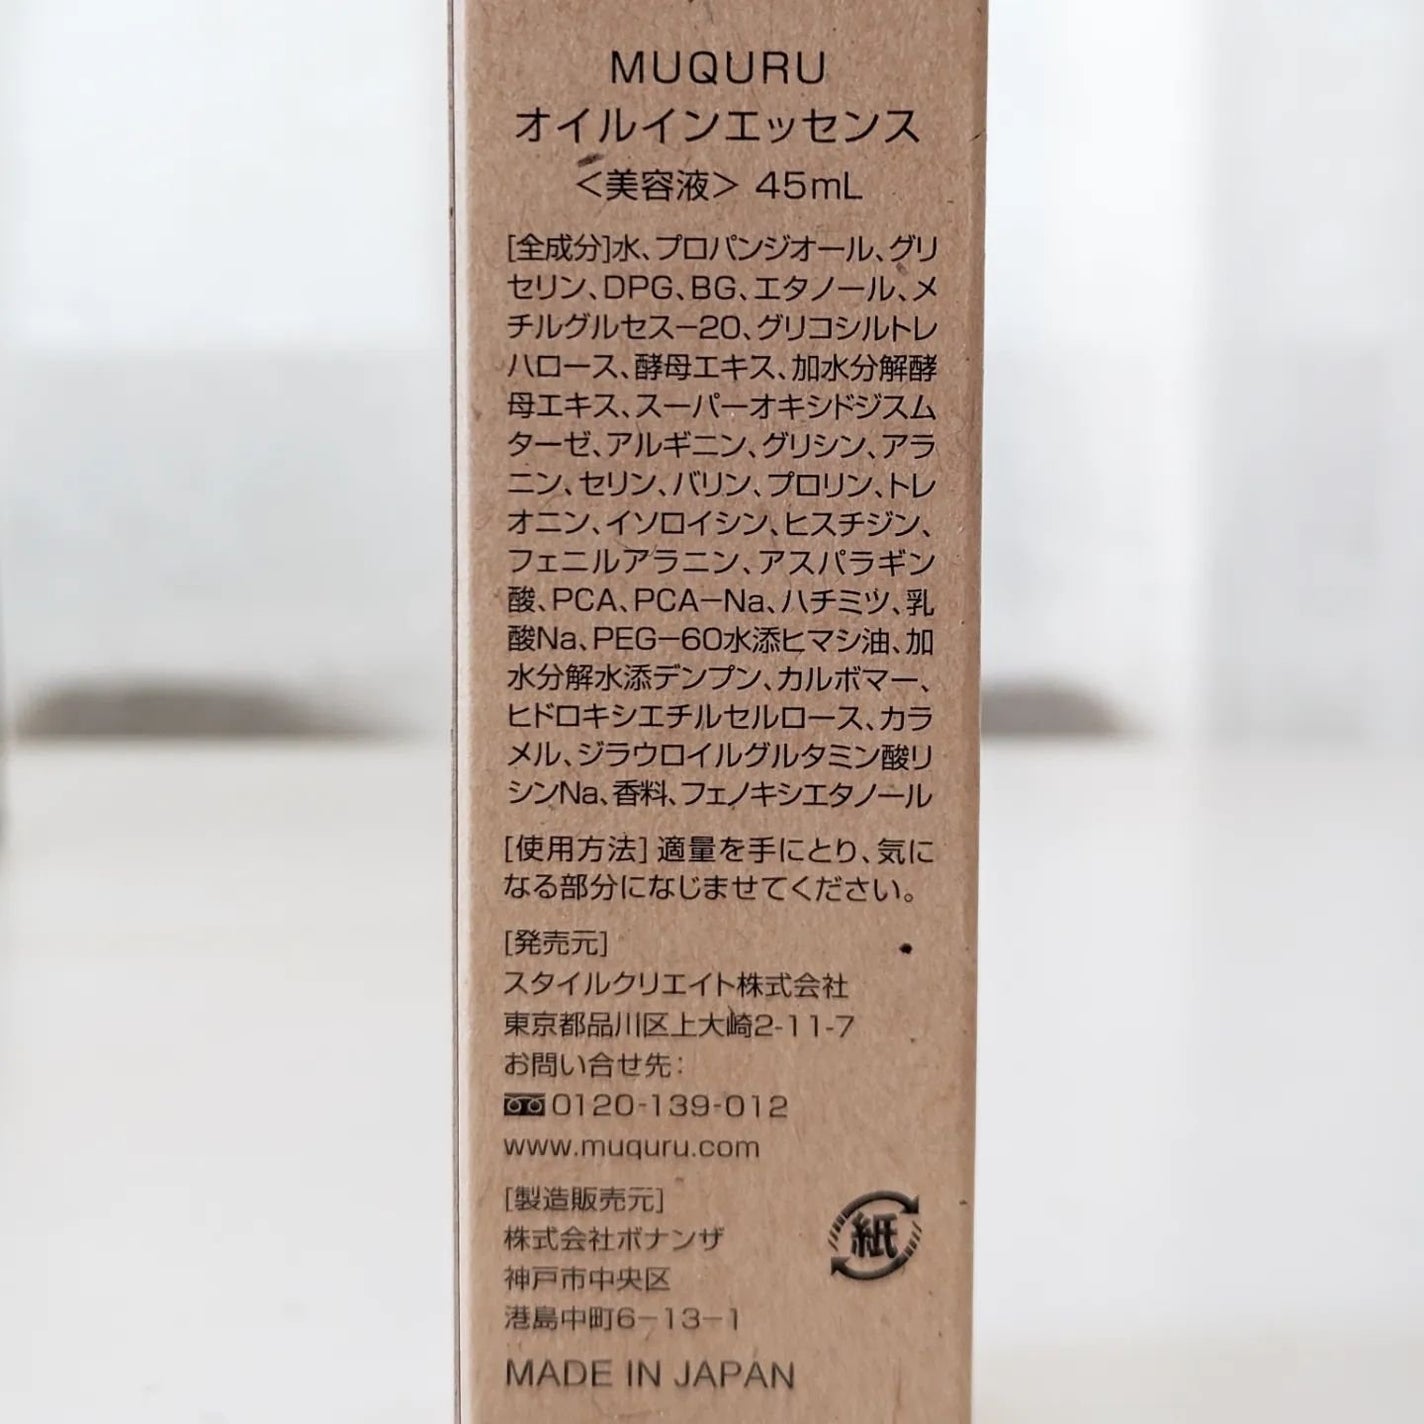 MUQURU
オイルインエッセンス
＜美容液＞ 45mL
[全成分]水、プロパンジオール、グリ
セリン、DPG、BG、エタノール、メ
チルグルセス－20、グリコシルトレ
ハロース、酵母エキス、加水分解酵
母エキス、スーパーオキシドジスム
ターゼ、アルギニン、グリシン、アラ
ニン、セリン、バリン、プロリン、トレ
オニン、イソロイシン、ヒスチジン、
フェニルアラニン、アスパラギン
酸、PCA、PCA－Na、ハチミツ、乳
酸Na、PEG－60水添ヒマシ油、加
水分解水添デンプン、カルボマー、
ヒドロキシエチルセルロース、カラ
メル、ジラウロイルグルタミン酸リ
シンNa、香料、フェノキシエタノール
[使用方法] 適量を手にとり、気に
なる部分になじませてください。
[発売元]
スタイルクリエイト株式会社
東京都品川区上大崎2-11-7
お問い合せ先：
0120-139-012
www.muquru.com
[製造販売元]
株式会社ボナンザ
神戸市中央区
港島中町6－13－1
紙
MADE IN JAPAN